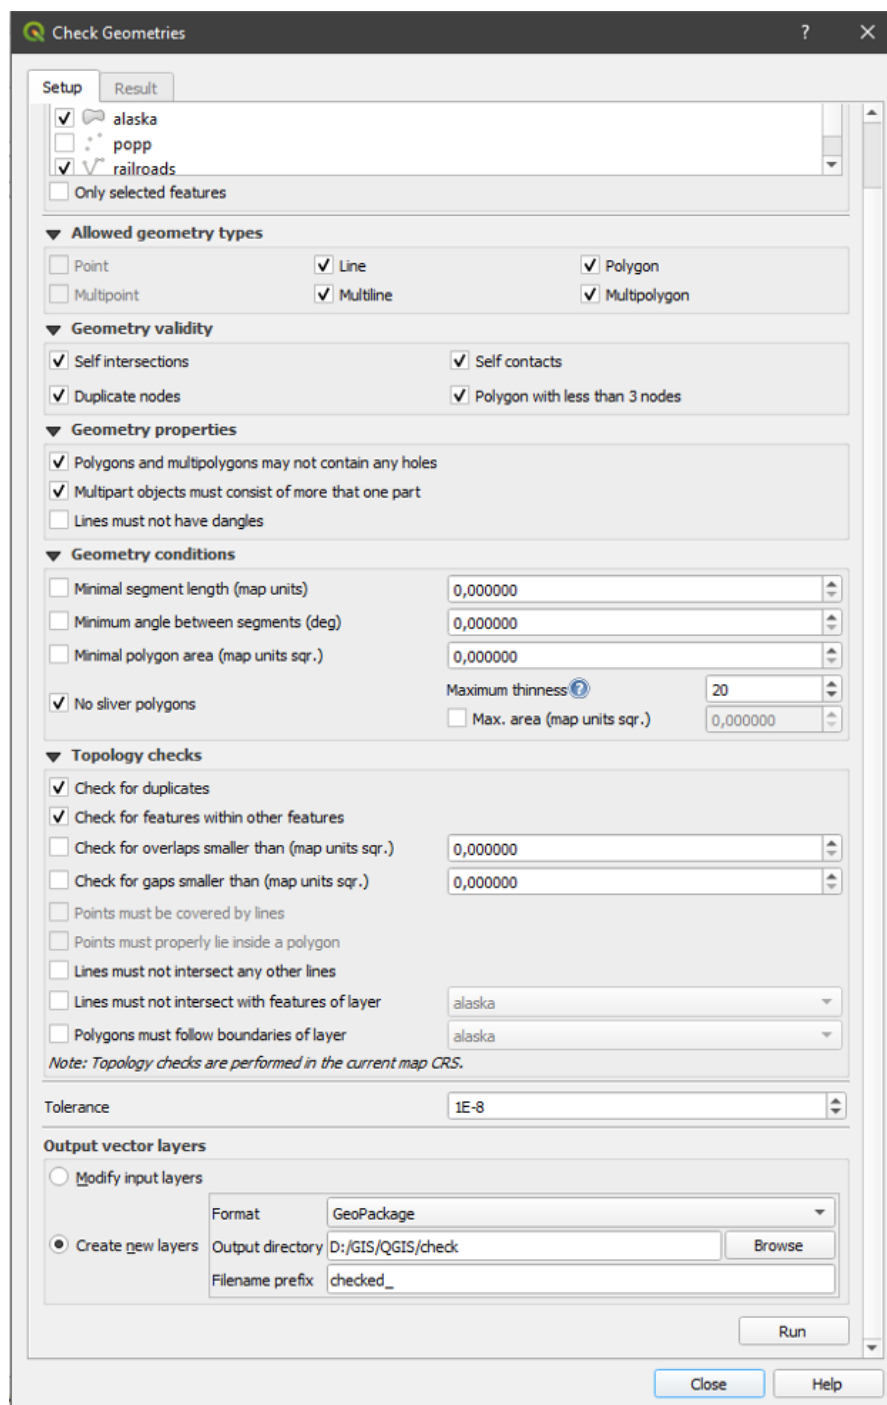 Check Geometries ?
Setup Result
alaska
popp
railroads
Only selected features
Allowed geometry types
Point Line Polygon
Multipoint Multiline Multipolygon
Geometry validity
Self intersections Self contacts
Duplicate nodes Polygon with less than 3 nodes
Geometry properties
Polygons and multipolygons may not contain any holes
Multipart objects must consist of more that one part
Lines must not have dangles
Geometry conditions
Minimal segment length (map units) 0,000000
Minimum angle between segments (deg) 0,000000
Minimal polygon area (map units sqr.) 0,000000
No sliver polygons Maximum thinness ? 20
Max. area (map units sqr.) 0,000000
Topology checks
Check for duplicates
Check for features within other features
Check for overlaps smaller than (map units sqr.) 0,000000
Check for gaps smaller than (map units sqr.) 0,000000
Points must be covered by lines
Points must properly lie inside a polygon
Lines must not intersect any other lines
Lines must not intersect with features of layer alaska
Polygons must follow boundaries of layer alaska
Note: Topology checks are performed in the current map CRS.
Tolerance 1E-8
Output vector layers
Modify input layers
Format GeoPackage
Create new layers Output directory D:/GIS/QGIS/check Browse
Filename prefix checked_
Run
Close Help